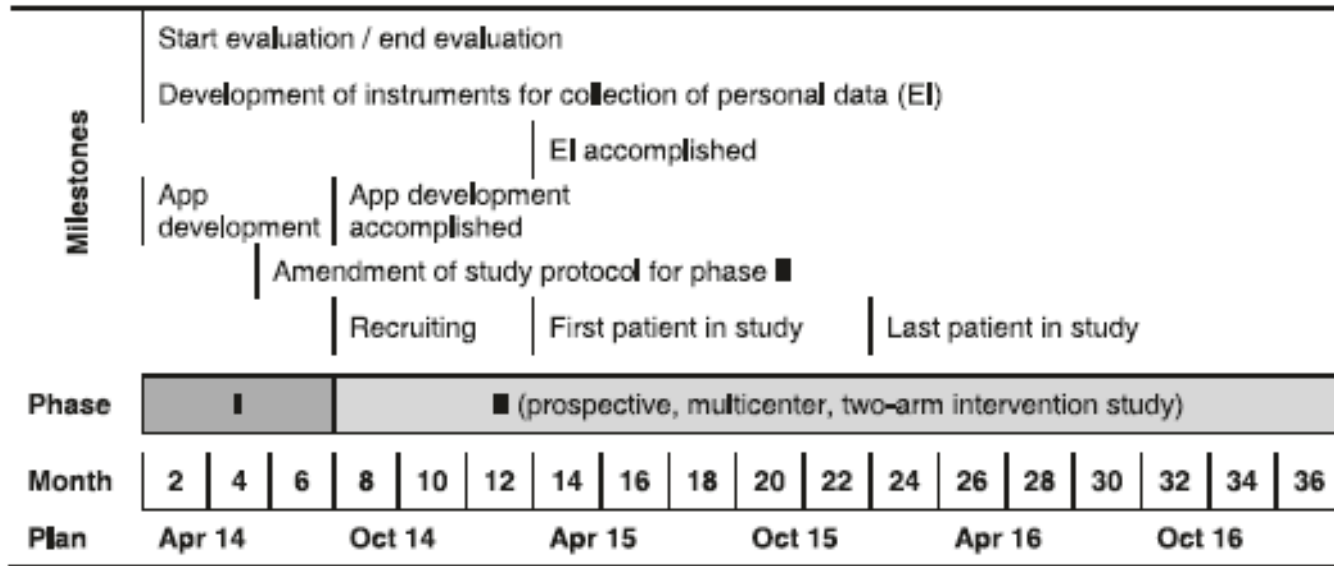 Milestones
Start evaluation / end evaluation
Development of instruments for collection of personal data (EI)
EI accomplished
App development
App development accomplished
Amendment of study protocol for phase II
Recruiting
First patient in study
Last patient in study
Phase
I
II (prospective, multicenter, two-arm intervention study)
Month 2 4 6 8 10 12 14 16 18 20 22 24 26 28 30 32 34 36
Plan Apr 14 Oct 14 Apr 15 Oct 15 Apr 16 Oct 16